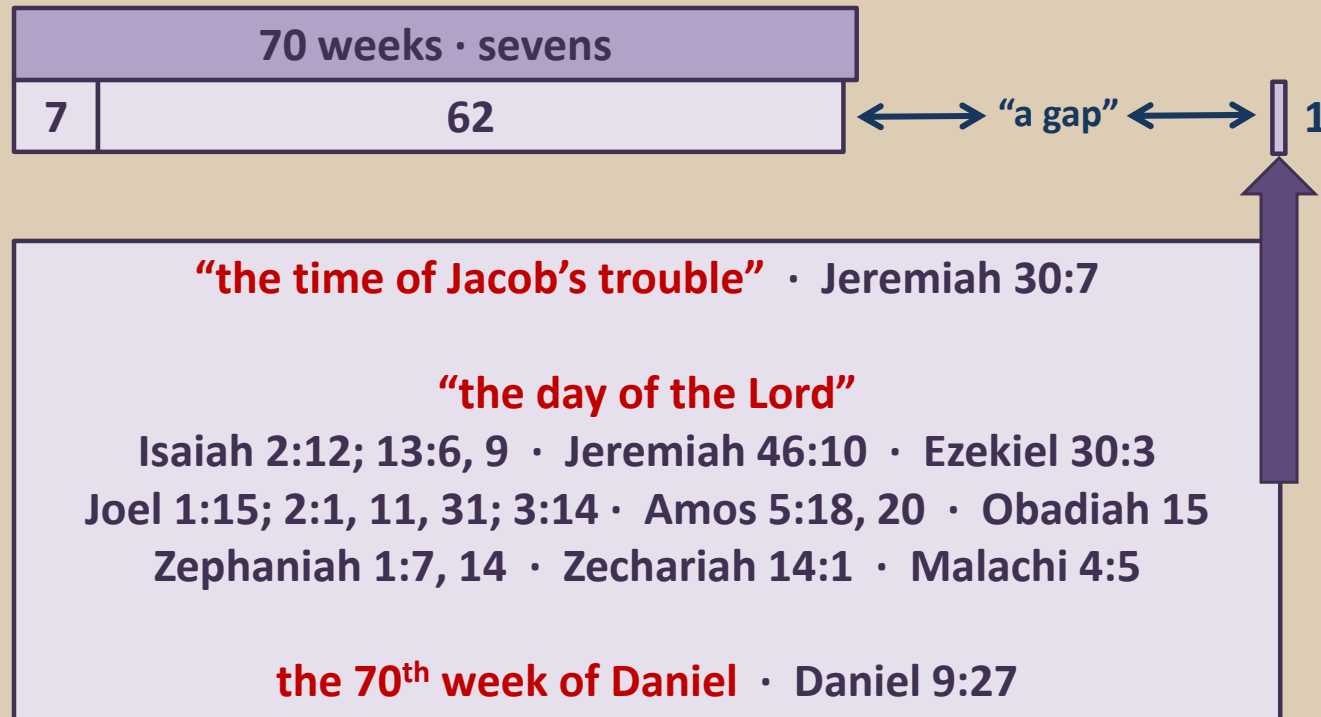 70 weeks · sevens
7 62 “a gap” 1
“the time of Jacob’s trouble” · Jeremiah 30:7
“the day of the Lord”
Isaiah 2:12; 13:6, 9 · Jeremiah 46:10 · Ezekiel 30:3
Joel 1:15; 2:1, 11, 31; 3:14 · Amos 5:18, 20 · Obadiah 15
Zephaniah 1:7, 14 · Zechariah 14:1 · Malachi 4:5
the 70th week of Daniel · Daniel 9:27